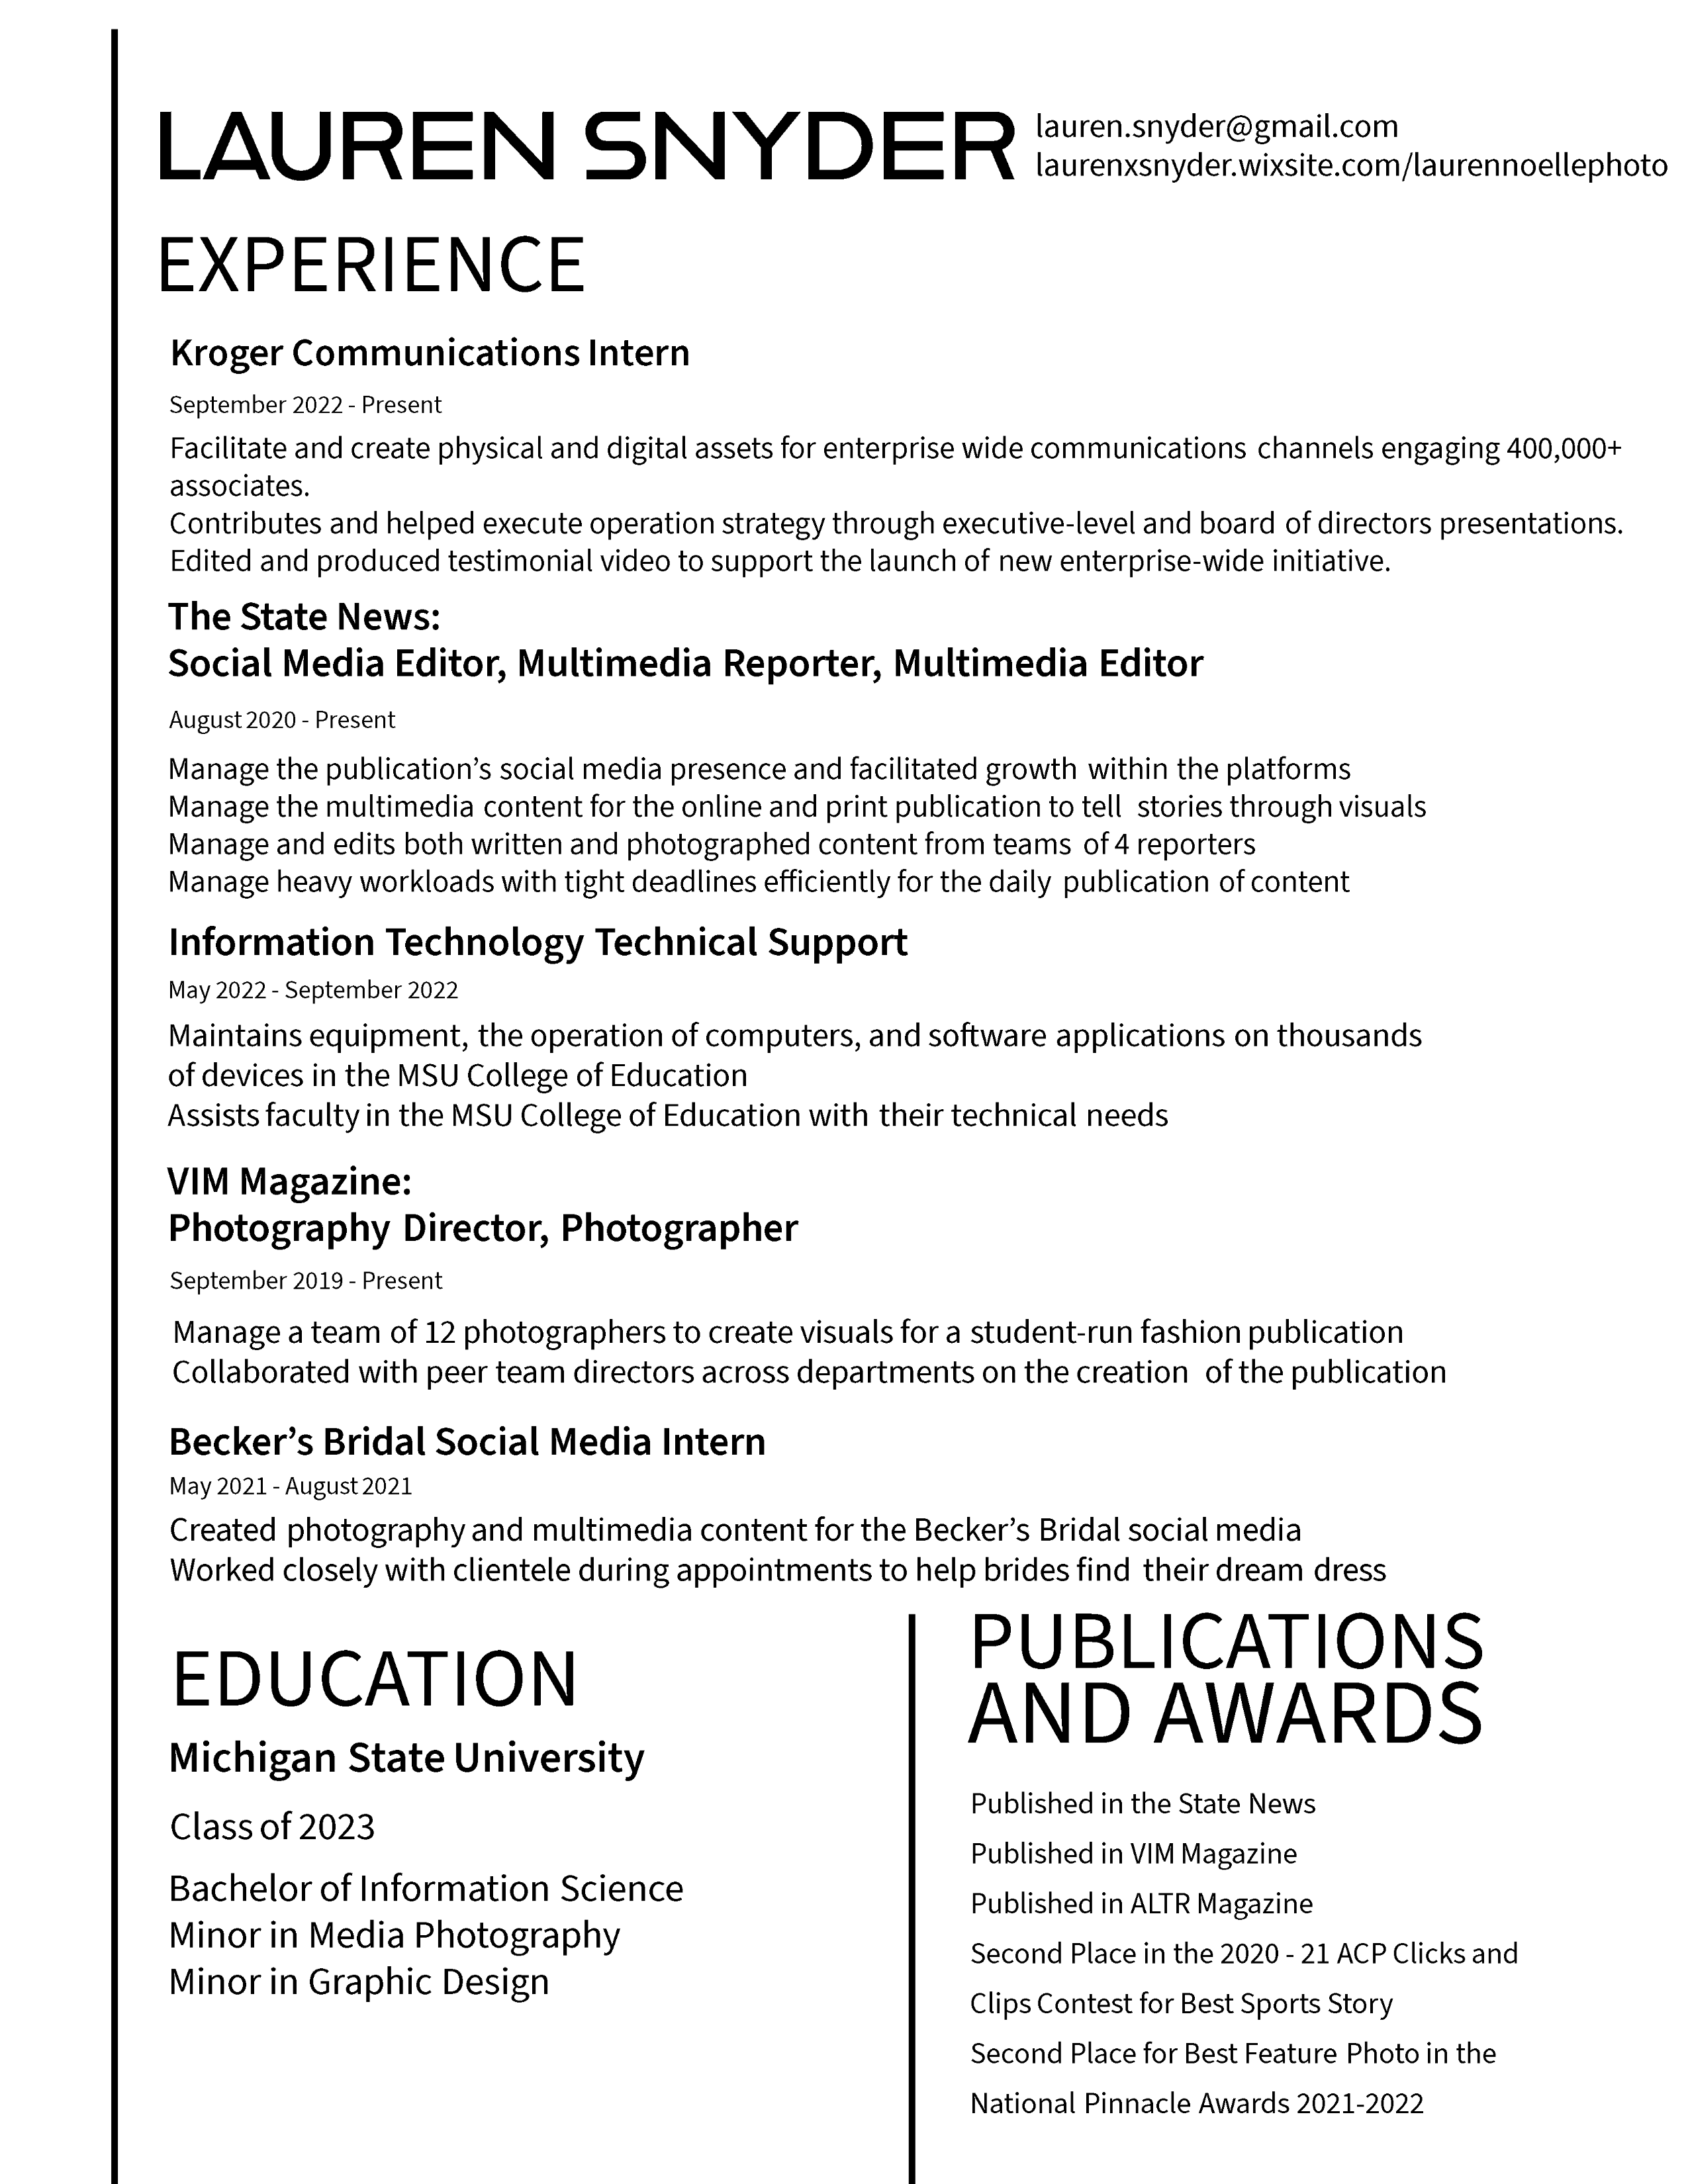 LAUREN SNYDER
lauren.snyder@gmail.com
laurenxsnyder.wixsite.com/laurennoellephoto
EXPERIENCE
Kroger Communications Intern
September 2022 - Present
Facilitate and create physical and digital assets for enterprise wide communications channels engaging 400,000+
associates.
Contributes and helped execute operation strategy through executive-level and board of directors presentations.
Edited and produced testimonial video to support the launch of new enterprise-wide initiative.
The State News:
Social Media Editor, Multimedia Reporter, Multimedia Editor
August 2020 - Present
Manage the publication’s social media presence and facilitated growth within the platforms
Manage the multimedia content for the online and print publication to tell stories through visuals
Manage and edits both written and photographed content from teams of 4 reporters
Manage heavy workloads with tight deadlines efficiently for the daily publication of content
Information Technology Technical Support
May 2022 - September 2022
Maintains equipment, the operation of computers, and software applications on thousands
of devices in the MSU College of Education
Assists faculty in the MSU College of Education with their technical needs
VIM Magazine:
Photography Director, Photographer
September 2019 - Present
Manage a team of 12 photographers to create visuals for a student-run fashion publication
Collaborated with peer team directors across departments on the creation of the publication
Becker’s Bridal Social Media Intern
May 2021 - August 2021
Created photography and multimedia content for the Becker’s Bridal social media
Worked closely with clientele during appointments to help brides find their dream dress
EDUCATION
Michigan State University
Class of 2023
Bachelor of Information Science
Minor in Media Photography
Minor in Graphic Design
PUBLICATIONS
AND AWARDS
Published in the State News
Published in VIM Magazine
Published in ALTR Magazine
Second Place in the 2020 - 21 ACP Clicks and
Clips Contest for Best Sports Story
Second Place for Best Feature Photo in the
National Pinnacle Awards 2021-2022